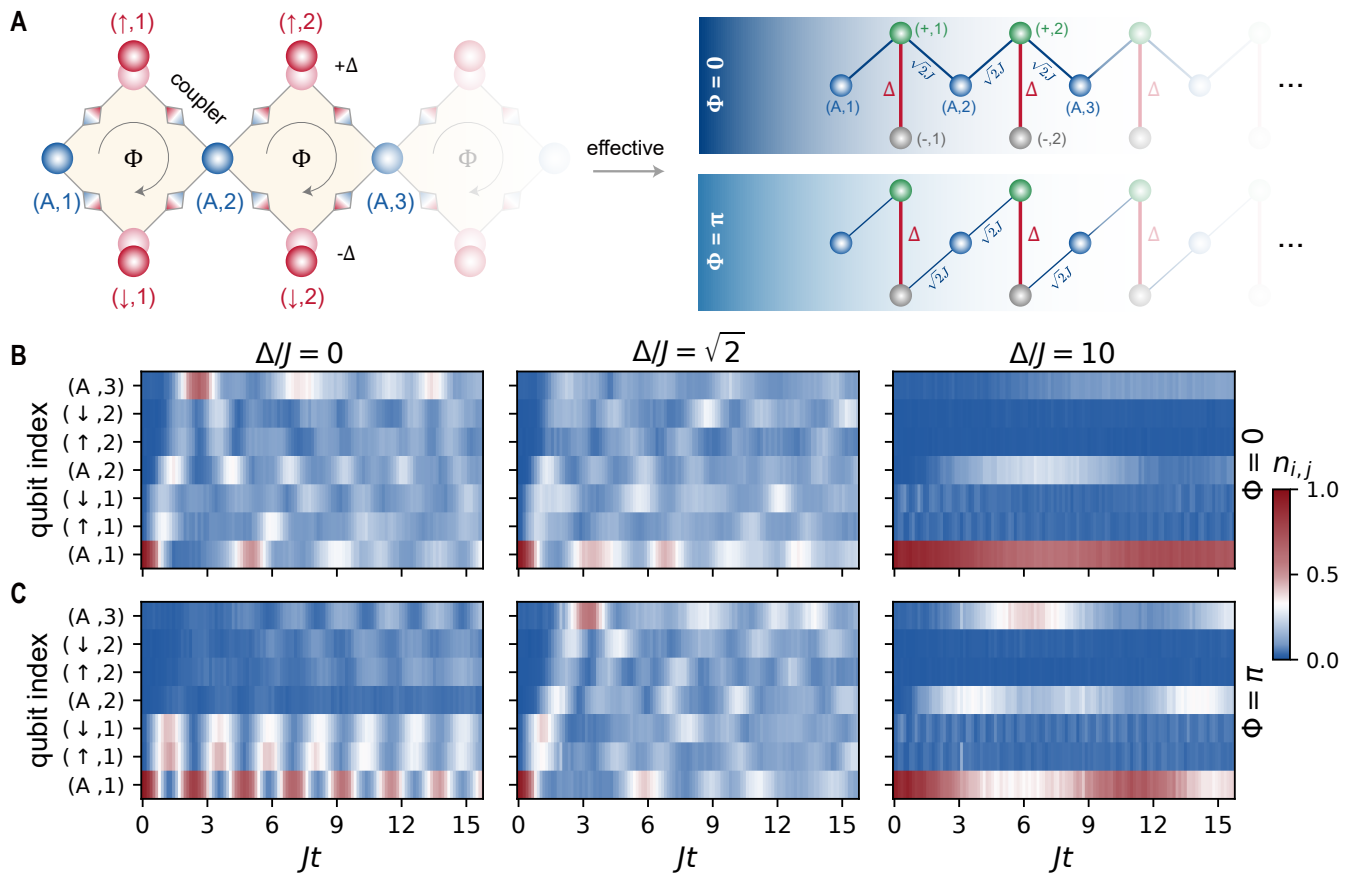 A
(↑,1)
(↑,2)
+Δ
coupler
Φ
Φ
Φ
(A,1)
(A,2)
(A,3)
-Δ
(↓,1)
(↓,2)
effective
Φ = 0
(+,1)
(+,2)
√2J
√2J
√2J
Δ
Δ
Δ
(A,1)
(A,2)
(A,3)
(-,1)
(-,2)
...
Φ = π
Δ
√2J
Δ
Δ
√2J
√2J
...
B
Δ/J = 0
Δ/J = √2
Δ/J = 10
qubit index
(A ,3)
(↓,2)
(↑,2)
(A ,2)
(↓,1)
(↑,1)
(A ,1)
Φ = 0
n_{i,j}
1.0
0.5
0.0
C
qubit index
(A ,3)
(↓,2)
(↑,2)
(A ,2)
(↓,1)
(↑,1)
(A ,1)
Φ = π
0 3 6 9 12 15
0 3 6 9 12 15
0 3 6 9 12 15
Jt
Jt
Jt